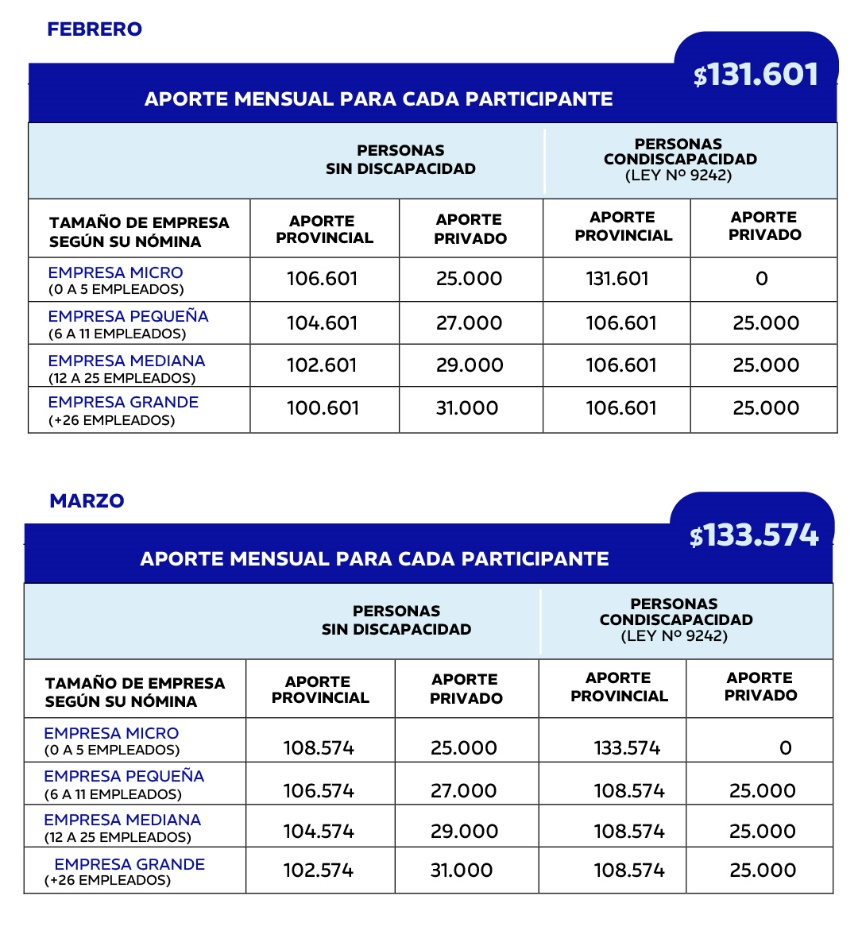 FEBRERO
$131.601
APORTE MENSUAL PARA CADA PARTICIPANTE
PERSONAS
SIN DISCAPACIDAD
PERSONAS
CONDISCAPACIDAD
(LEY Nº 9242)
TAMAÑO DE EMPRESA
SEGÚN SU NÓMINA
APORTE
PROVINCIAL
APORTE
PRIVADO
APORTE
PROVINCIAL
APORTE
PRIVADO
EMPRESA MICRO
(0 A 5 EMPLEADOS)
106.601 25.000 131.601 0
EMPRESA PEQUEÑA
(6 A 11 EMPLEADOS)
104.601 27.000 106.601 25.000
EMPRESA MEDIANA
(12 A 25 EMPLEADOS)
102.601 29.000 106.601 25.000
EMPRESA GRANDE
(+26 EMPLEADOS)
100.601 31.000 106.601 25.000
MARZO
$133.574
APORTE MENSUAL PARA CADA PARTICIPANTE
PERSONAS
SIN DISCAPACIDAD
PERSONAS
CONDISCAPACIDAD
(LEY Nº 9242)
TAMAÑO DE EMPRESA
SEGÚN SU NÓMINA
APORTE
PROVINCIAL
APORTE
PRIVADO
APORTE
PROVINCIAL
APORTE
PRIVADO
EMPRESA MICRO
(0 A 5 EMPLEADOS)
108.574 25.000 133.574 0
EMPRESA PEQUEÑA
(6 A 11 EMPLEADOS)
106.574 27.000 108.574 25.000
EMPRESA MEDIANA
(12 A 25 EMPLEADOS)
104.574 29.000 108.574 25.000
EMPRESA GRANDE
(+26 EMPLEADOS)
102.574 31.000 108.574 25.000